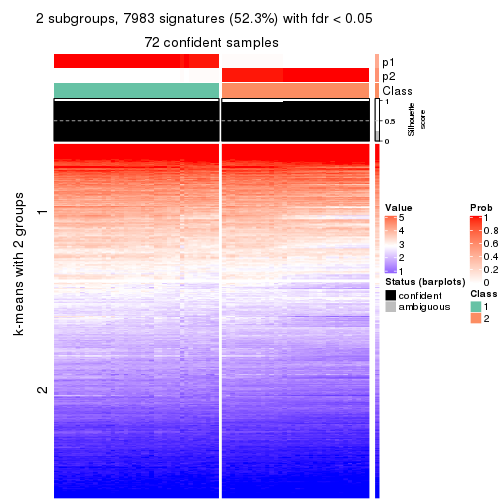 2 subgroups, 7983 signatures (52.3%) with fdr < 0.05
72 confident samples
p1
p2
Class
1
0.5
0
Silhouette
score
k-means with 2 groups
1
2
Value
5
4
3
2
1
Status (barplots)
confident
ambiguous
Prob
1
0.8
0.6
0.4
0.2
0
Class
1
2